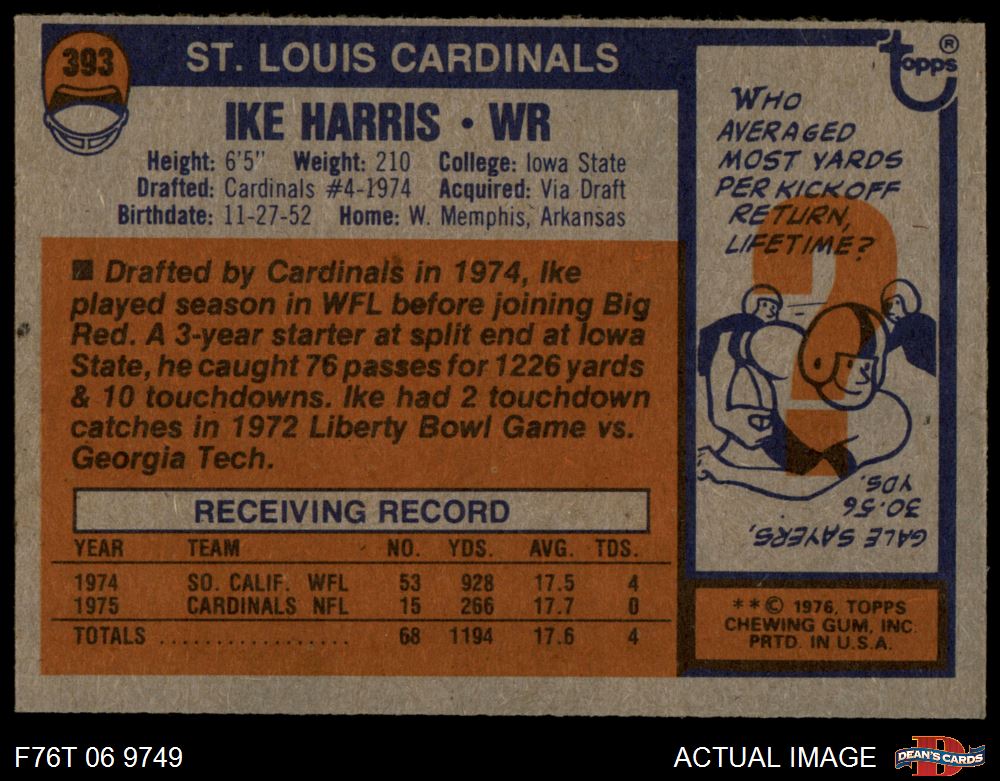 393
ST. LOUIS CARDINALS
IKE HARRIS • WR
Height: 6'5" Weight: 210 College: Iowa State
Drafted: Cardinals #4-1974 Acquired: Via Draft
Birthdate: 11-27-52 Home: W. Memphis, Arkansas
■ Drafted by Cardinals in 1974, Ike
played season in WFL before joining Big
Red. A 3-year starter at split end at Iowa
State, he caught 76 passes for 1226 yards
& 10 touchdowns. Ike had 2 touchdown
catches in 1972 Liberty Bowl Game vs.
Georgia Tech.
RECEIVING RECORD
YEAR TEAM NO. YDS. AVG. TDS.
1974 SO. CALIF. WFL 53 928 17.5 4
1975 CARDINALS NFL 15 266 17.7 0
TOTALS .................. 68 1194 17.6 4
topps®
WHO
AVERAGED
MOST YARDS
PER KICKOFF
RETURN,
LIFETIME?
?
GALE SAYERS,
30.56
YDS.
**© 1976, TOPPS
CHEWING GUM, INC.
PRTD. IN U.S.A.
F76T 06 9749
ACTUAL IMAGE
DEAN'S CARDS